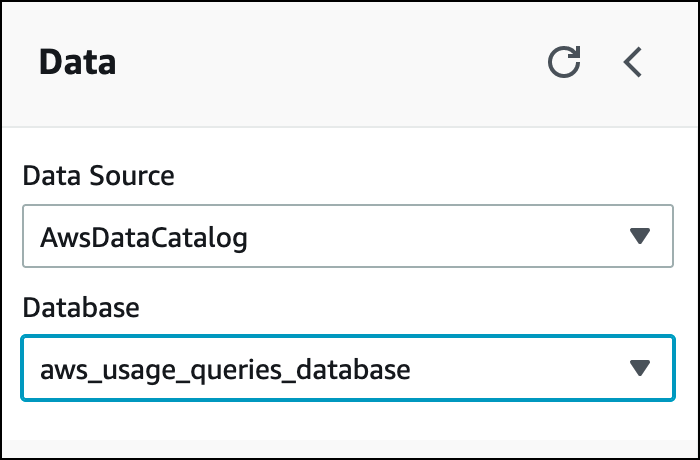 Data
Data Source
AwsDataCatalog
Database
aws_usage_queries_database